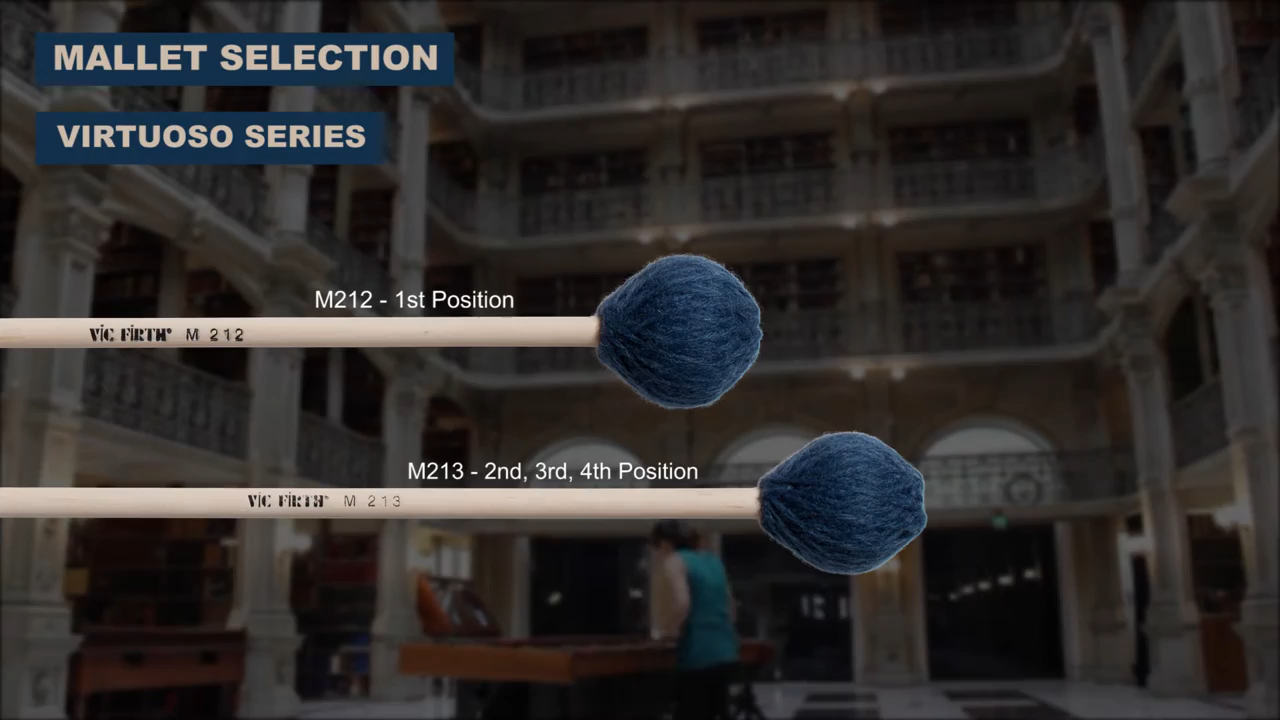 MALLET SELECTION
VIRTUOSO SERIES
M212 - 1st Position
VIC FIRTH® M 212
M213 - 2nd, 3rd, 4th Position
VIC FIRTH® M 213